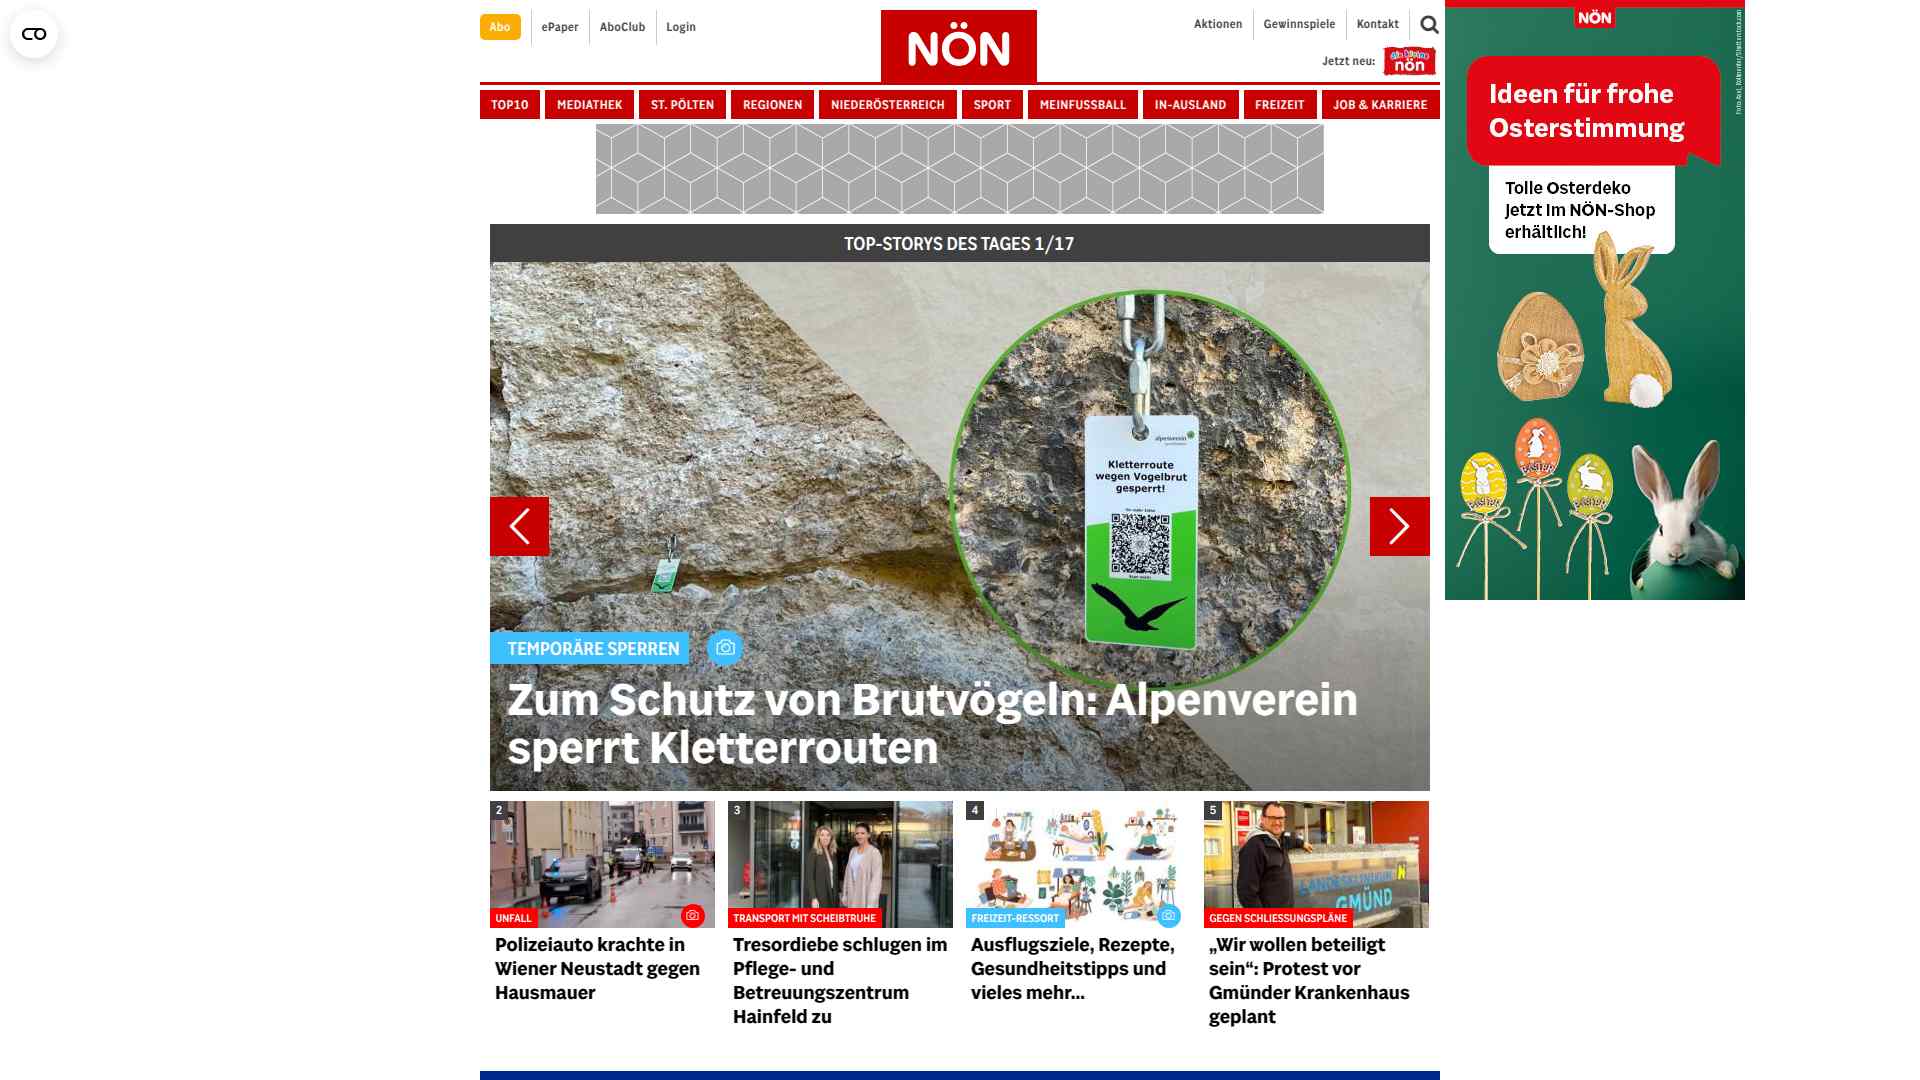 Abo
ePaper
AboClub
Login
NÖN
Aktionen
Gewinnspiele
Kontakt
Jetzt neu:
die kleine
nön
TOP10
MEDIATHEK
ST. PÖLTEN
REGIONEN
NIEDERÖSTERREICH
SPORT
MEINFUSSBALL
IN-AUSLAND
FREIZEIT
JOB & KARRIERE
NÖN
Ideen für frohe
Osterstimmung
Tolle Osterdeko
jetzt im NÖN-Shop
erhältlich!
EASTER
EASTER
EASTER
TOP-STORYS DES TAGES 1/17
alpenverein
Kletterroute
wegen Vogelbrut
gesperrt!
TEMPORÄRE SPERREN
Zum Schutz von Brutvögeln: Alpenverein
sperrt Kletterrouten
2
UNFALL
Polizeiauto krachte in
Wiener Neustadt gegen
Hausmauer
3
TRANSPORT MIT SCHEIBTRUHE
Tresordiebe schlugen im
Pflege- und
Betreuungszentrum
Hainfeld zu
4
FREIZEIT-RESSORT
Ausflugsziele, Rezepte,
Gesundheitstipps und
vieles mehr...
5
LANDESKLINIKUM
GMÜND
GEGEN SCHLIESSUNGSPLÄNE
„Wir wollen beteiligt
sein“: Protest vor
Gmünder Krankenhaus
geplant